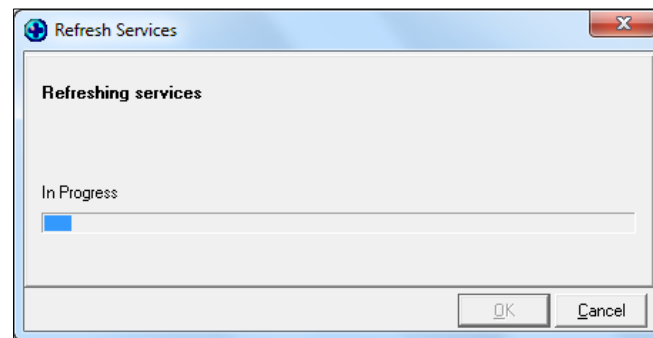 Refresh Services
Refreshing services
In Progress
OK Cancel